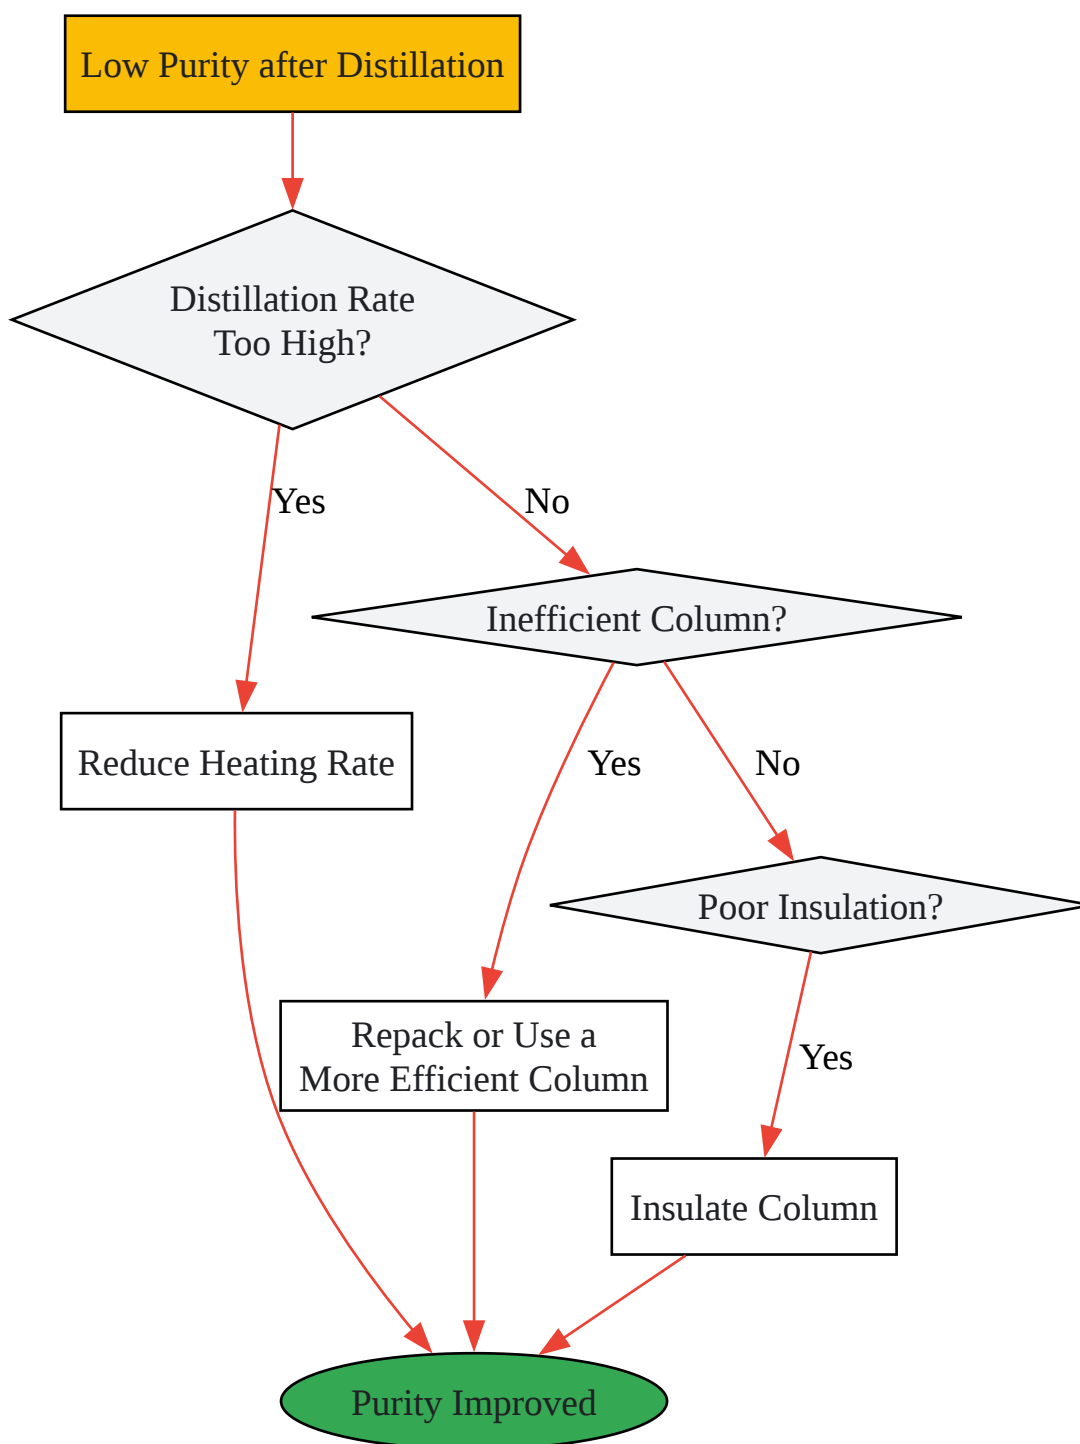 Low Purity after Distillation
Distillation Rate
Too High?
Yes
No
Inefficient Column?
Reduce Heating Rate
Yes
No
Poor Insulation?
Repack or Use a
More Efficient Column
Yes
Insulate Column
Purity Improved